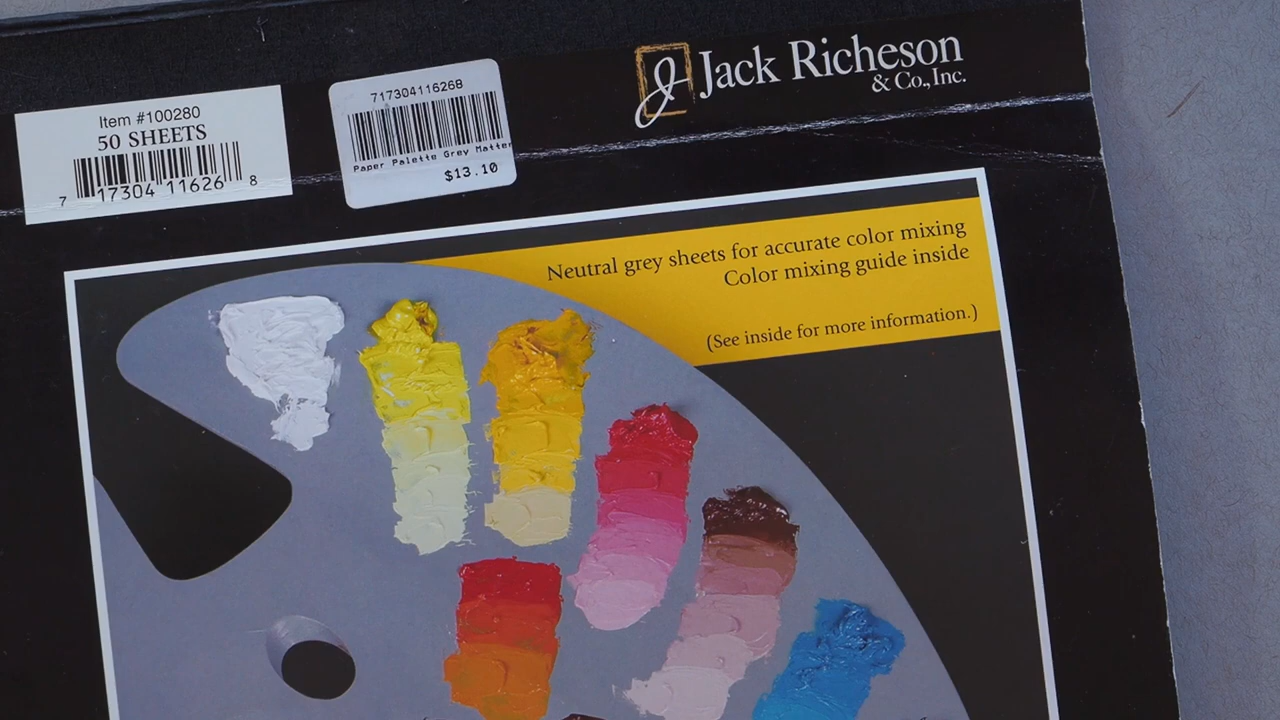 Jack Richeson
& Co., Inc.
Item #100280
50 SHEETS
7 17304 11626 8
717304116268
Paper Palette Grey Matter
$13.10
Neutral grey sheets for accurate color mixing
Color mixing guide inside
(See inside for more information.)